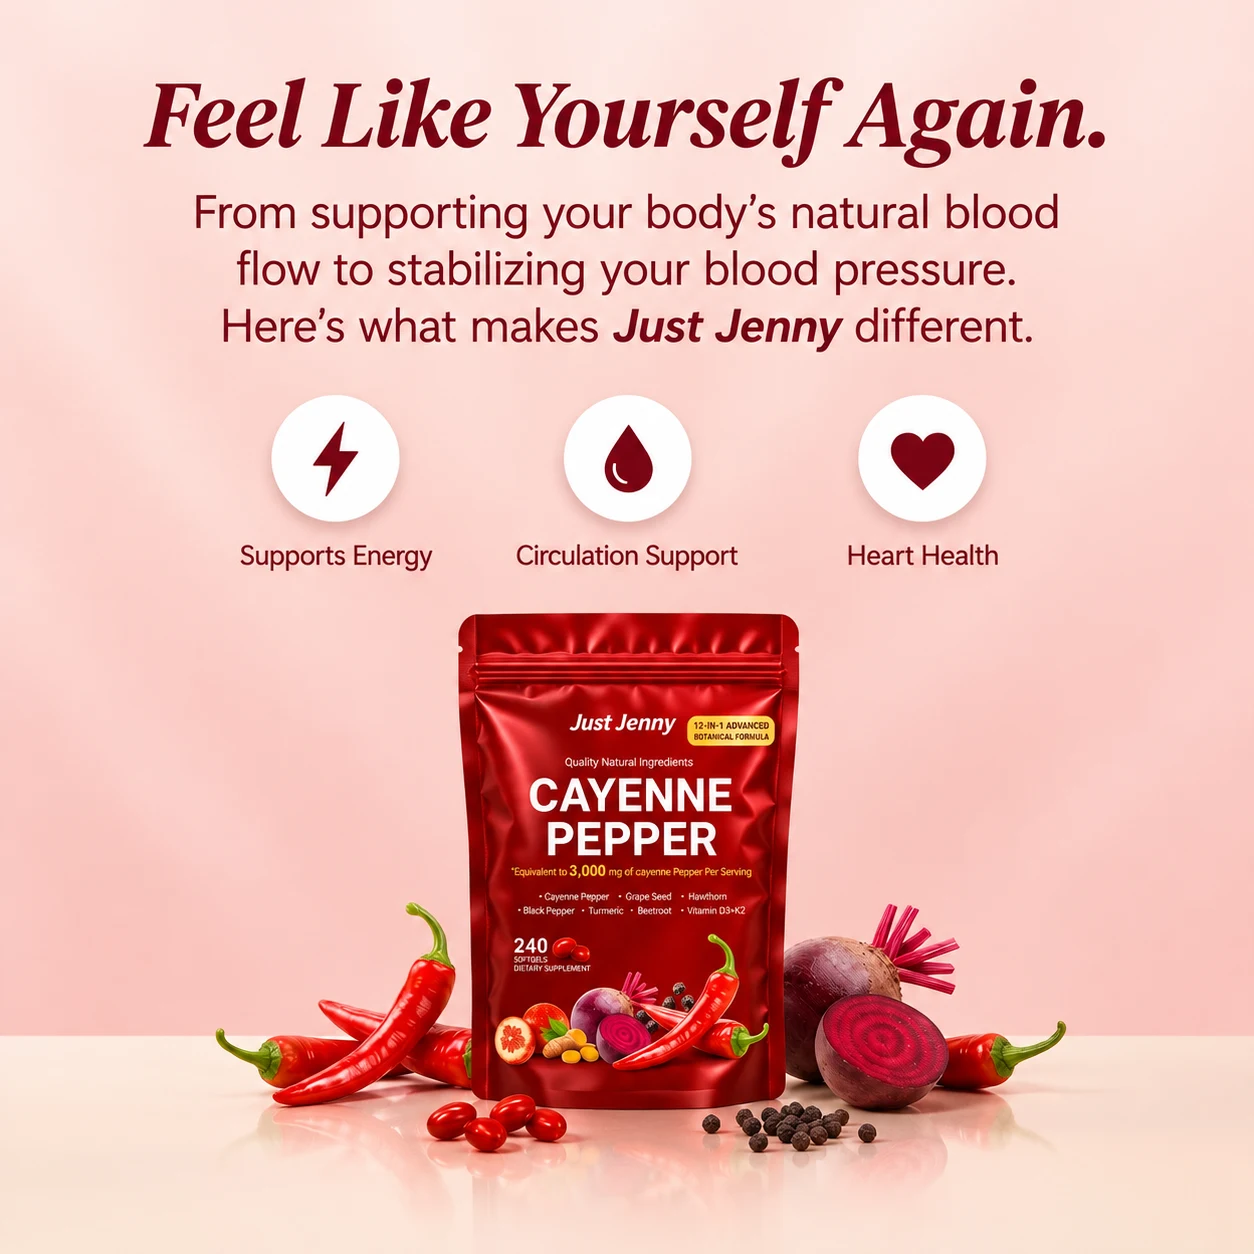 Feel Like Yourself Again.
From supporting your body's natural blood
flow to stabilizing your blood pressure.
Here's what makes Just Jenny different.
Supports Energy
Circulation Support
Heart Health
Just Jenny
12-IN-1 ADVANCED
BOTANICAL FORMULA
Quality Natural Ingredients
CAYENNE
PEPPER
*Equivalent to 3,000 mg of cayenne Pepper Per Serving
• Cayenne Pepper • Grape Seed • Hawthorn
• Black Pepper • Turmeric • Beetroot • Vitamin D3+K2
240
SOFTGELS
DIETARY SUPPLEMENT